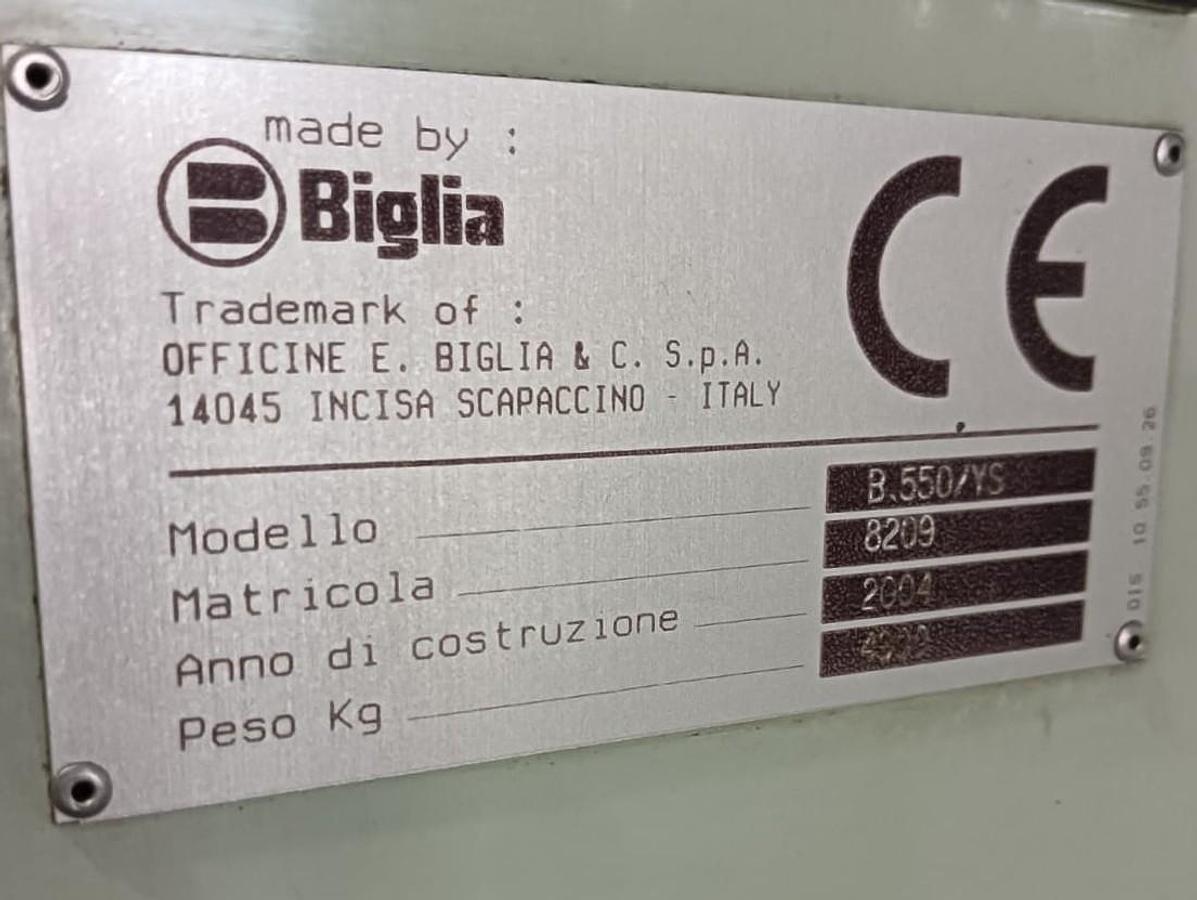 made by :
Biglia
CE
Trademark of :
OFFICINE E. BIGLIA & C. S.p.A.
14045 INCISA SCAPACCINO - ITALY
Modello B.550/YS
Matricola 8209
Anno di costruzione 2004
Peso Kg
015 10 55.09.26